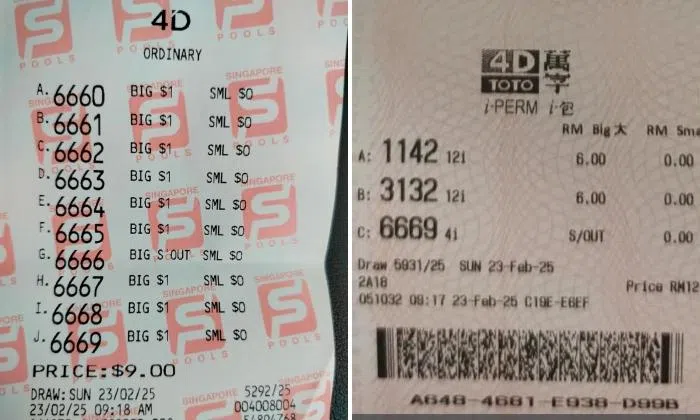 4D
ORDINARY
A. 6660 BIG $1 SML $0
B. 6661 BIG $1 SML $0
C. 6662 BIG $1 SML $0
D. 6663 BIG $1 SML $0
E. 6664 BIG $1 SML $0
F. 6665 BIG $1 SML $0
G. 6666 BIG S'OUT SML $0
H. 6667 BIG $1 SML $0
I. 6668 BIG $1 SML $0
J. 6669 BIG $1 SML $0
PRICE:$9.00
DRAW:SUN 23/02/25 5292/25
23/02/25 09:18 AM 004008004
SINGAPORE
POOLS
4D 萬
TOTO 字
i-PERM i-包
RM Big 大 RM Sma
A: 1142 12i 6.00 0.00
B: 3132 12i 6.00 0.00
C: 6669 4i S/OUT 0.00
Draw 5931/25 SUN 23-Feb-25
2A18 Price RM12
051032 09:17 23-Feb-25 C19E-E6EF
A648-4681-E938-D99B